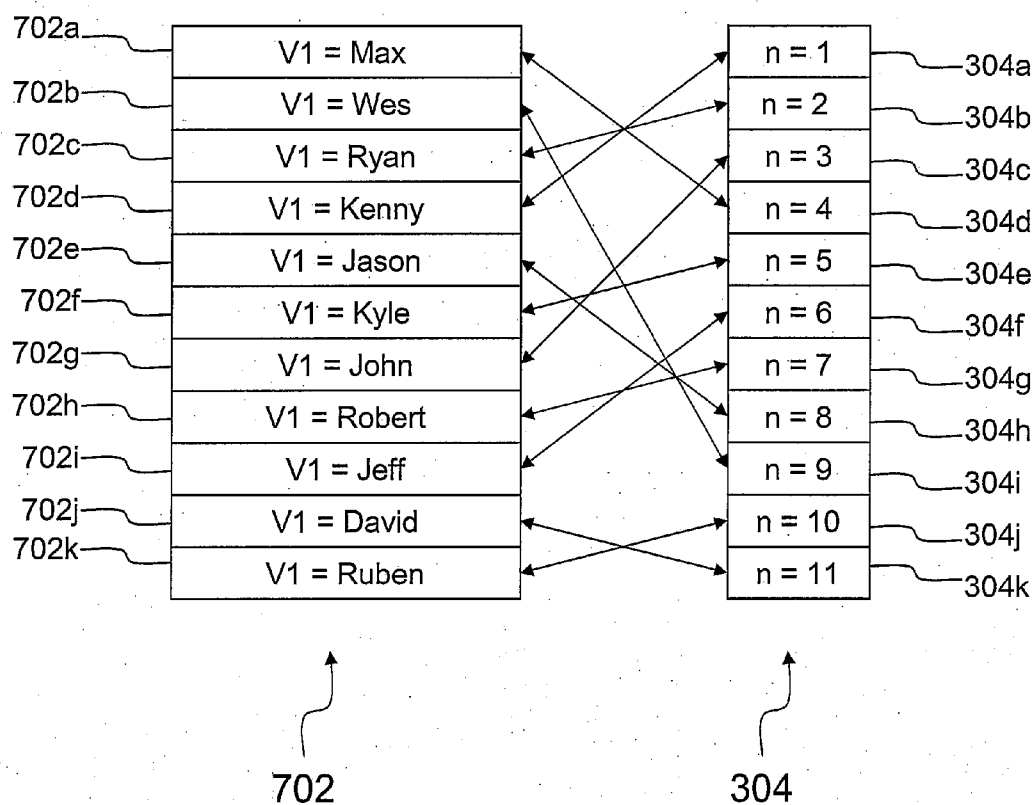 702a V1 = Max n = 1 304a
702b V1 = Wes n = 2 304b
702c V1 = Ryan n = 3 304c
702d V1 = Kenny n = 4 304d
702e V1 = Jason n = 5 304e
702f V1 = Kyle n = 6 304f
702g V1 = John n = 7 304g
702h V1 = Robert n = 8 304h
702i V1 = Jeff n = 9 304i
702j V1 = David n = 10 304j
702k V1 = Ruben n = 11 304k
702 304